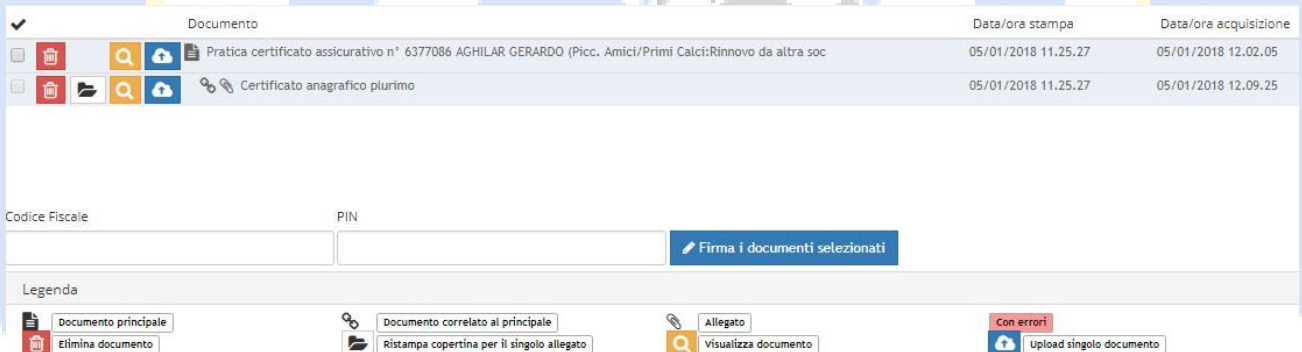 Documento Data/ora stampa Data/ora acquisizione
Pratica certificato assicurativo n° 6377086 AGHILAR GERARDO (Picc. Amici/Primi Calci:Rinnovo da altra soc 05/01/2018 11.25.27 05/01/2018 12.02.05
Certificato anagrafico plurimo 05/01/2018 11.25.27 05/01/2018 12.09.25
Codice Fiscale PIN
Firma i documenti selezionati
Legenda
Documento principale Documento correlato al principale Allegato Con errori
Elimina documento Ristampa copertina per il singolo allegato Visualizza documento Upload singolo documento